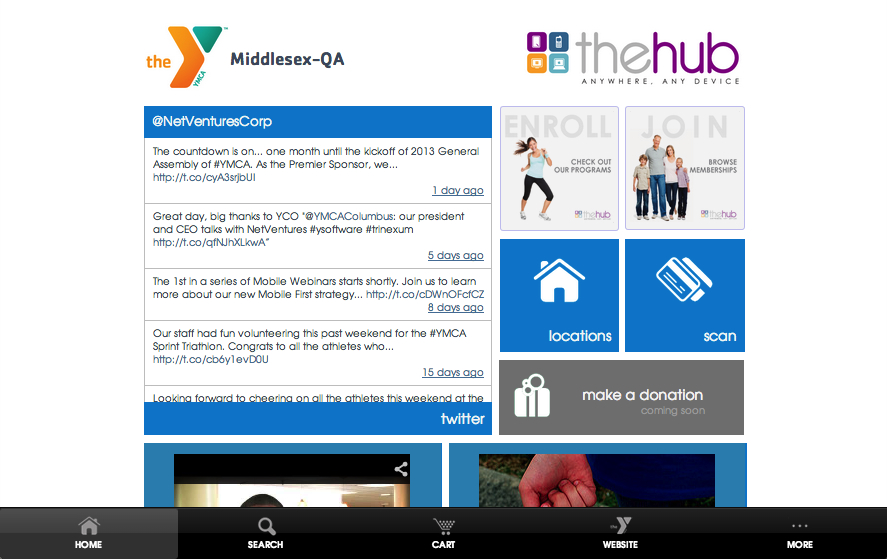 the
YMCA
Middlesex-QA
thehub
ANYWHERE, ANY DEVICE
@NetVenturesCorp
The countdown is on... one month until the kickoff of 2013 General
Assembly of #YMCA. As the Premier Sponsor, we...
http://t.co/cyA3srjbUI
1 day ago
Great day, big thanks to YCO "@YMCAColumbus: our president
and CEO talks with NetVentures #ysoftware #trinexum
http://t.co/qfNJhXLkwA"
5 days ago
The 1st in a series of Mobile Webinars starts shortly. Join us to learn
more about our new Mobile First strategy... http://t.co/cDWnOFcfCZ
8 days ago
Our staff had fun volunteering this past weekend for the #YMCA
Sprint Triathlon. Congrats to all the athletes who...
http://t.co/cb6y1evD0U
15 days ago
Looking forward to cheering on all the athletes this weekend at the
twitter
ENROLL
CHECK OUT
OUR PROGRAMS
thehub
JOIN
BROWSE
MEMBERSHIPS
thehub
locations
scan
make a donation
coming soon
HOME
SEARCH
CART
the
WEBSITE
MORE